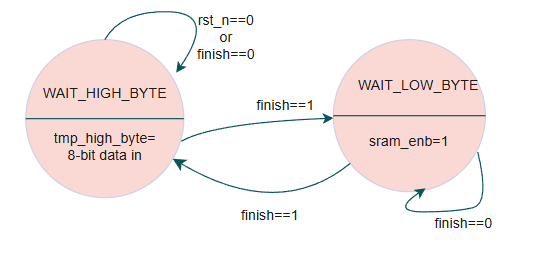 rst_n==0
or
finish==0
WAIT_HIGH_BYTE
tmp_high_byte=
8-bit data in
finish==1
WAIT_LOW_BYTE
sram_enb=1
finish==1
finish==0